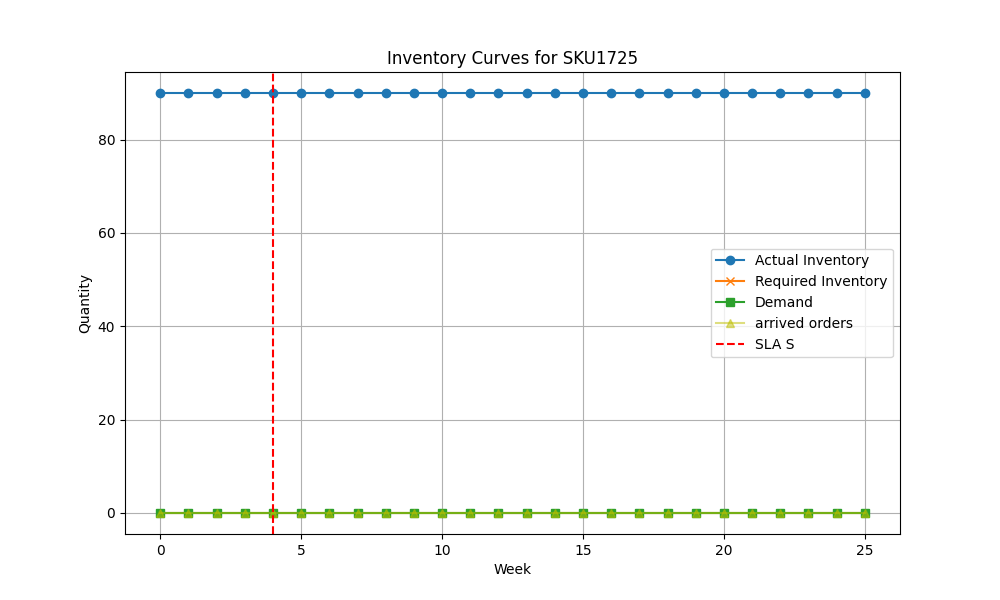 Inventory Curves for SKU1725
Quantity
80
60
40
20
0
Actual Inventory
Required Inventory
Demand
arrived orders
SLA S
0 5 10 15 20 25
Week